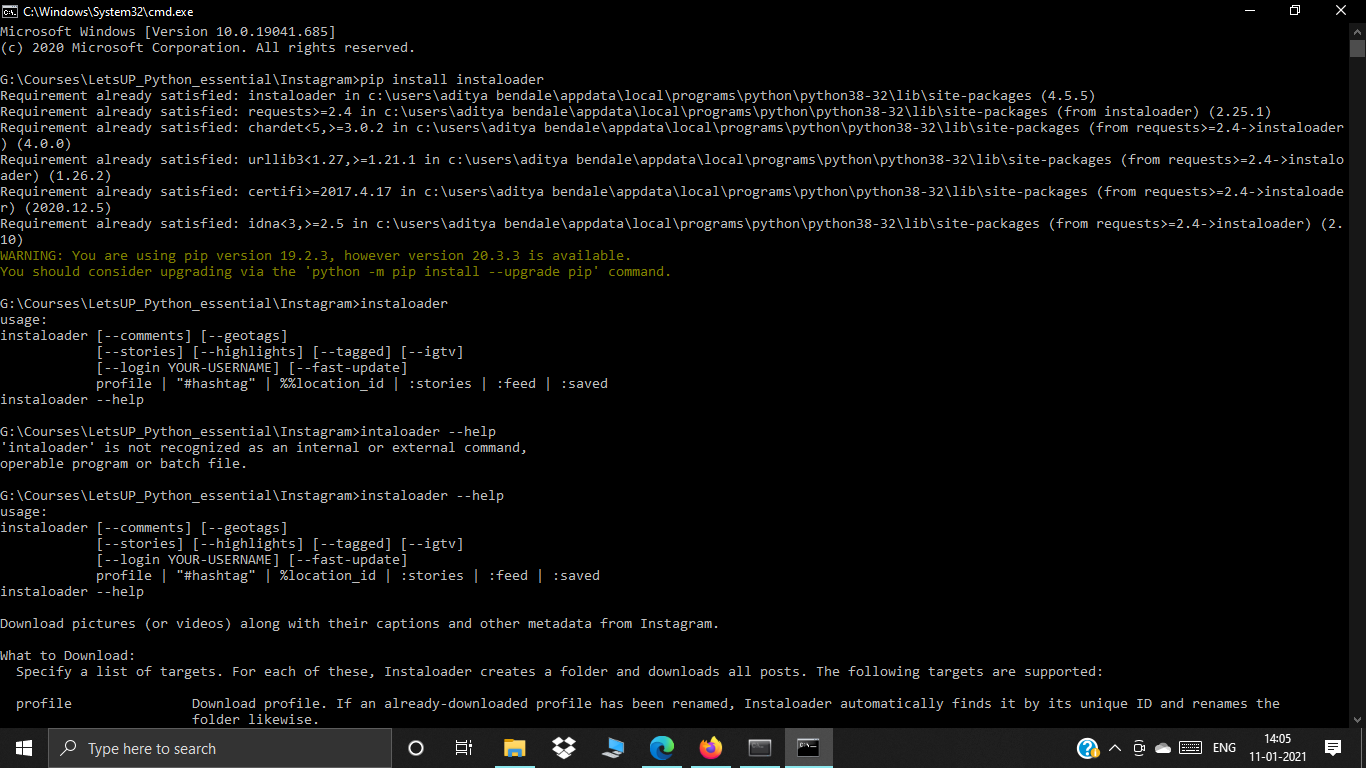 C:\Windows\System32\cmd.exe
Microsoft Windows [Version 10.0.19041.685]
(c) 2020 Microsoft Corporation. All rights reserved.
G:\Courses\LetsUP_Python_essential\Instagram>pip install instaloader
Requirement already satisfied: instaloader in c:\users\aditya bendale\appdata\local\programs\python\python38-32\lib\site-packages (4.5.5)
Requirement already satisfied: requests>=2.4 in c:\users\aditya bendale\appdata\local\programs\python\python38-32\lib\site-packages (from instaloader) (2.25.1)
Requirement already satisfied: chardet<5,>=3.0.2 in c:\users\aditya bendale\appdata\local\programs\python\python38-32\lib\site-packages (from requests>=2.4->instaloader
) (4.0.0)
Requirement already satisfied: urllib3<1.27,>=1.21.1 in c:\users\aditya bendale\appdata\local\programs\python\python38-32\lib\site-packages (from requests>=2.4->instalo
ader) (1.26.2)
Requirement already satisfied: certifi>=2017.4.17 in c:\users\aditya bendale\appdata\local\programs\python\python38-32\lib\site-packages (from requests>=2.4->instaloade
r) (2020.12.5)
Requirement already satisfied: idna<3,>=2.5 in c:\users\aditya bendale\appdata\local\programs\python\python38-32\lib\site-packages (from requests>=2.4->instaloader) (2.
10)
WARNING: You are using pip version 19.2.3, however version 20.3.3 is available.
You should consider upgrading via the 'python -m pip install --upgrade pip' command.
G:\Courses\LetsUP_Python_essential\Instagram>instaloader
usage:
instaloader [--comments] [--geotags]
[--stories] [--highlights] [--tagged] [--igtv]
[--login YOUR-USERNAME] [--fast-update]
profile | "#hashtag" | %%location_id | :stories | :feed | :saved
instaloader --help
G:\Courses\LetsUP_Python_essential\Instagram>intaloader --help
'intaloader' is not recognized as an internal or external command,
operable program or batch file.
G:\Courses\LetsUP_Python_essential\Instagram>instaloader --help
usage:
instaloader [--comments] [--geotags]
[--stories] [--highlights] [--tagged] [--igtv]
[--login YOUR-USERNAME] [--fast-update]
profile | "#hashtag" | %location_id | :stories | :feed | :saved
instaloader --help
Download pictures (or videos) along with their captions and other metadata from Instagram.
What to Download:
Specify a list of targets. For each of these, Instaloader creates a folder and downloads all posts. The following targets are supported:
profile Download profile. If an already-downloaded profile has been renamed, Instaloader automatically finds it by its unique ID and renames the
folder likewise.
Type here to search
ENG
14:05
11-01-2021